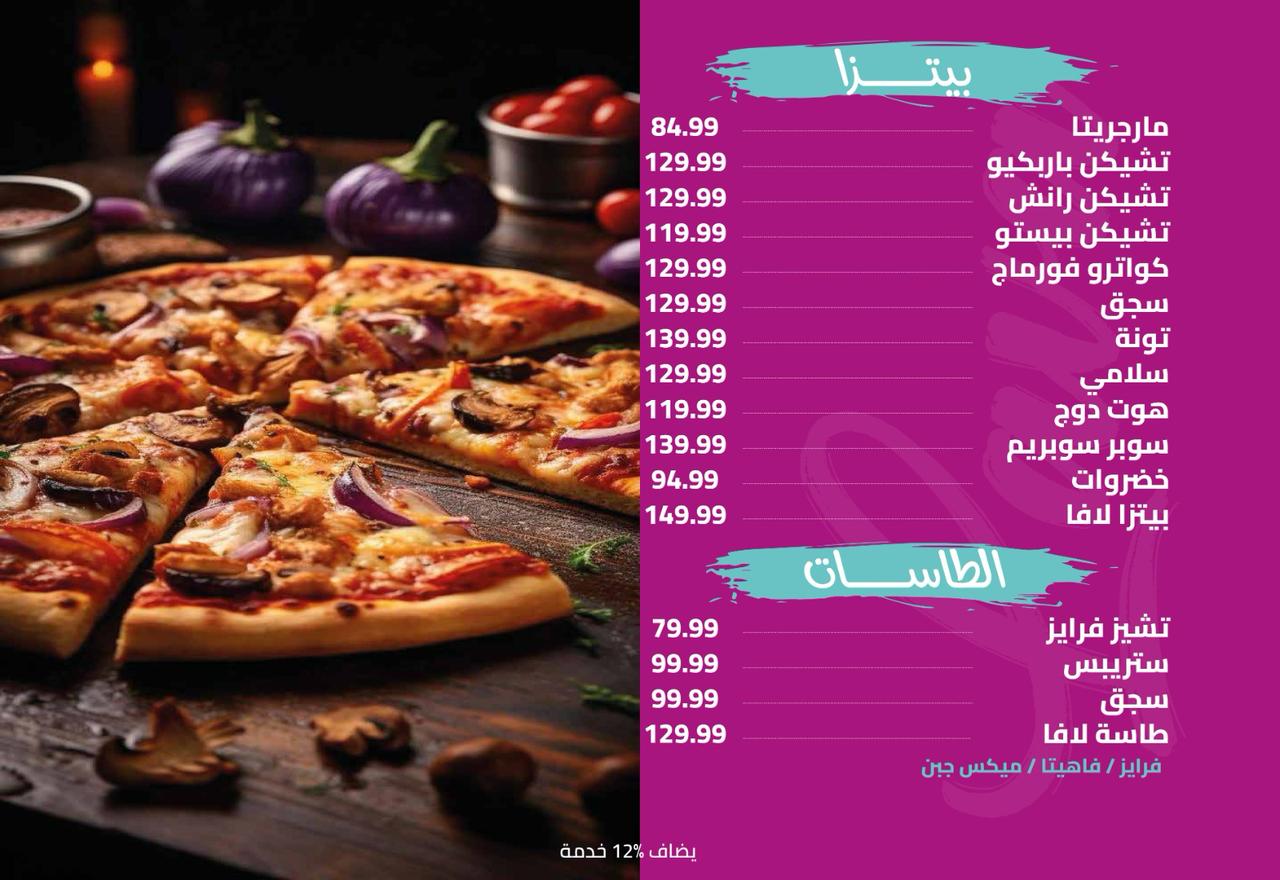 بيتزا
مارجريتا 84.99
تشيكن باربكيو 129.99
تشيكن رانش 129.99
تشيكن بيستو 119.99
كواترو فورماج 129.99
سجق 129.99
تونة 139.99
سلامي 129.99
هوت دوج 119.99
سوبر سوبريم 139.99
خضروات 94.99
بيتزا لافا 149.99
الطاسات
تشيز فرايز 79.99
ستريبس 99.99
سجق 99.99
طاسة لافا 129.99
فرايز / فاهيتا / ميكس جبن
يضاف 12% خدمة